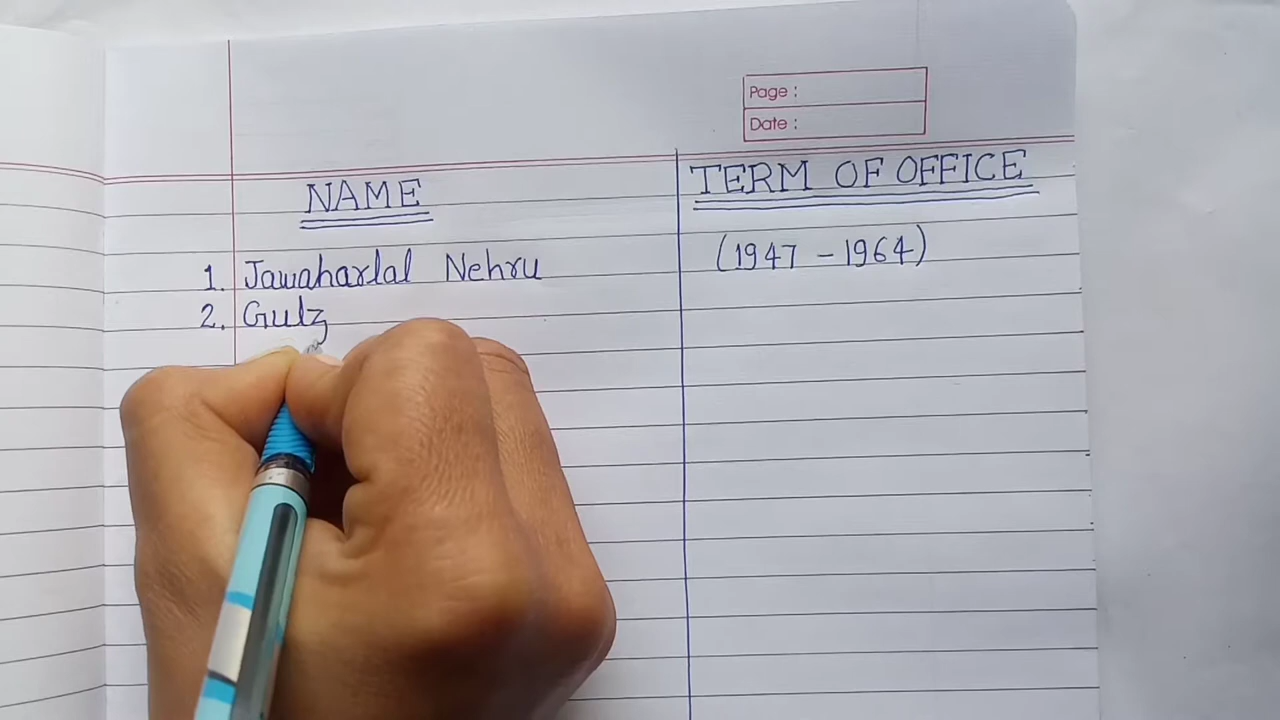 Page :
Date :
NAME TERM OF OFFICE
1. Jawaharlal Nehru (1947 - 1964)
2. Gulz